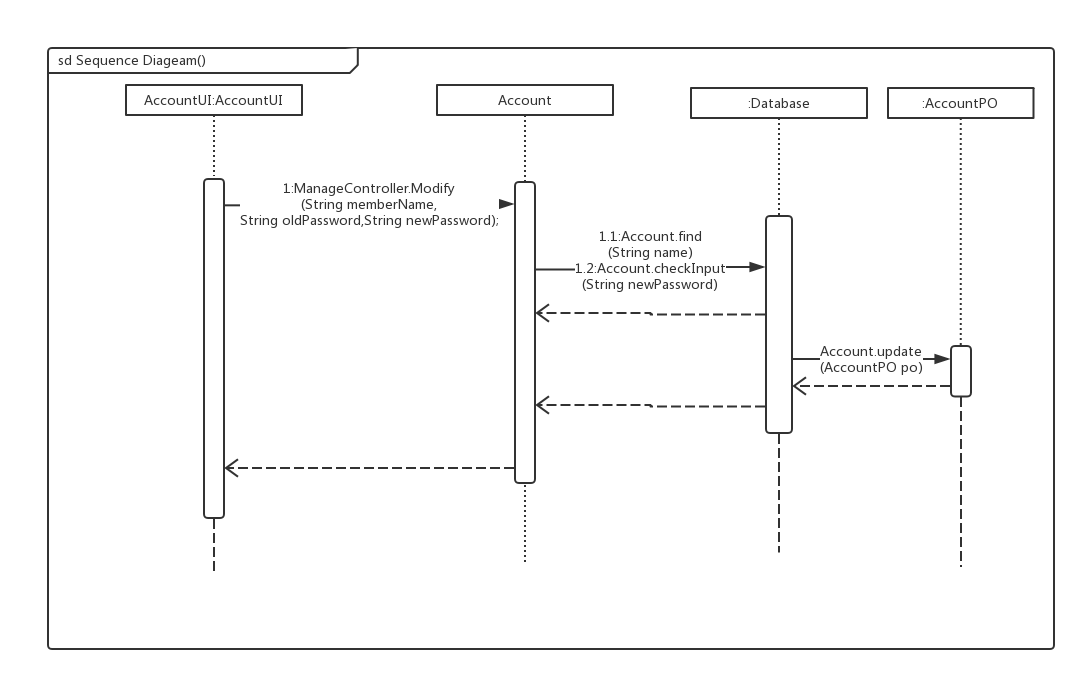 sd Sequence Diageam()
AccountUI:AccountUI
Account
:Database
:AccountPO
1:ManageController.Modify
(String memberName,
String oldPassword,String newPassword);
1.1:Account.find
(String name)
1.2:Account.checkInput
(String newPassword)
Account.update
(AccountPO po)